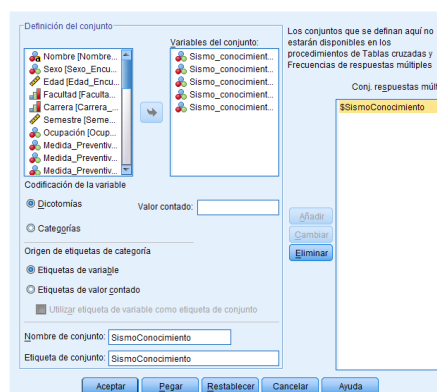 Definición del conjunto
Variables del conjunto:
Nombre [Nombre...
Sexo [Sexo_Encu...
Edad [Edad_Encu...
Facultad [Faculta...
Carrera [Carrera_...
Semestre [Seme...
Ocupación [Ocup...
Medida_Preventiv...
Medida_Preventiv...
Medida_Preventiv...
Sismo_conocimient...
Sismo_conocimient...
Sismo_conocimient...
Sismo_conocimient...
Sismo_conocimient...
Codificación de la variable
Dicotomías
Valor contado:
Categorías
Origen de etiquetas de categoría
Etiquetas de variable
Etiquetas de valor contado
Utilizar etiqueta de variable como etiqueta de conjunto
Nombre de conjunto: SismoConocimiento
Etiqueta de conjunto: SismoConocimiento
Los conjuntos que se definan aquí no
estarán disponibles en los
procedimientos de Tablas cruzadas y
Frecuencias de respuestas múltiples
Conj. respuestas múlt
$SismoConocimiento
Añadir
Cambiar
Eliminar
Aceptar Pegar Restablecer Cancelar Ayuda